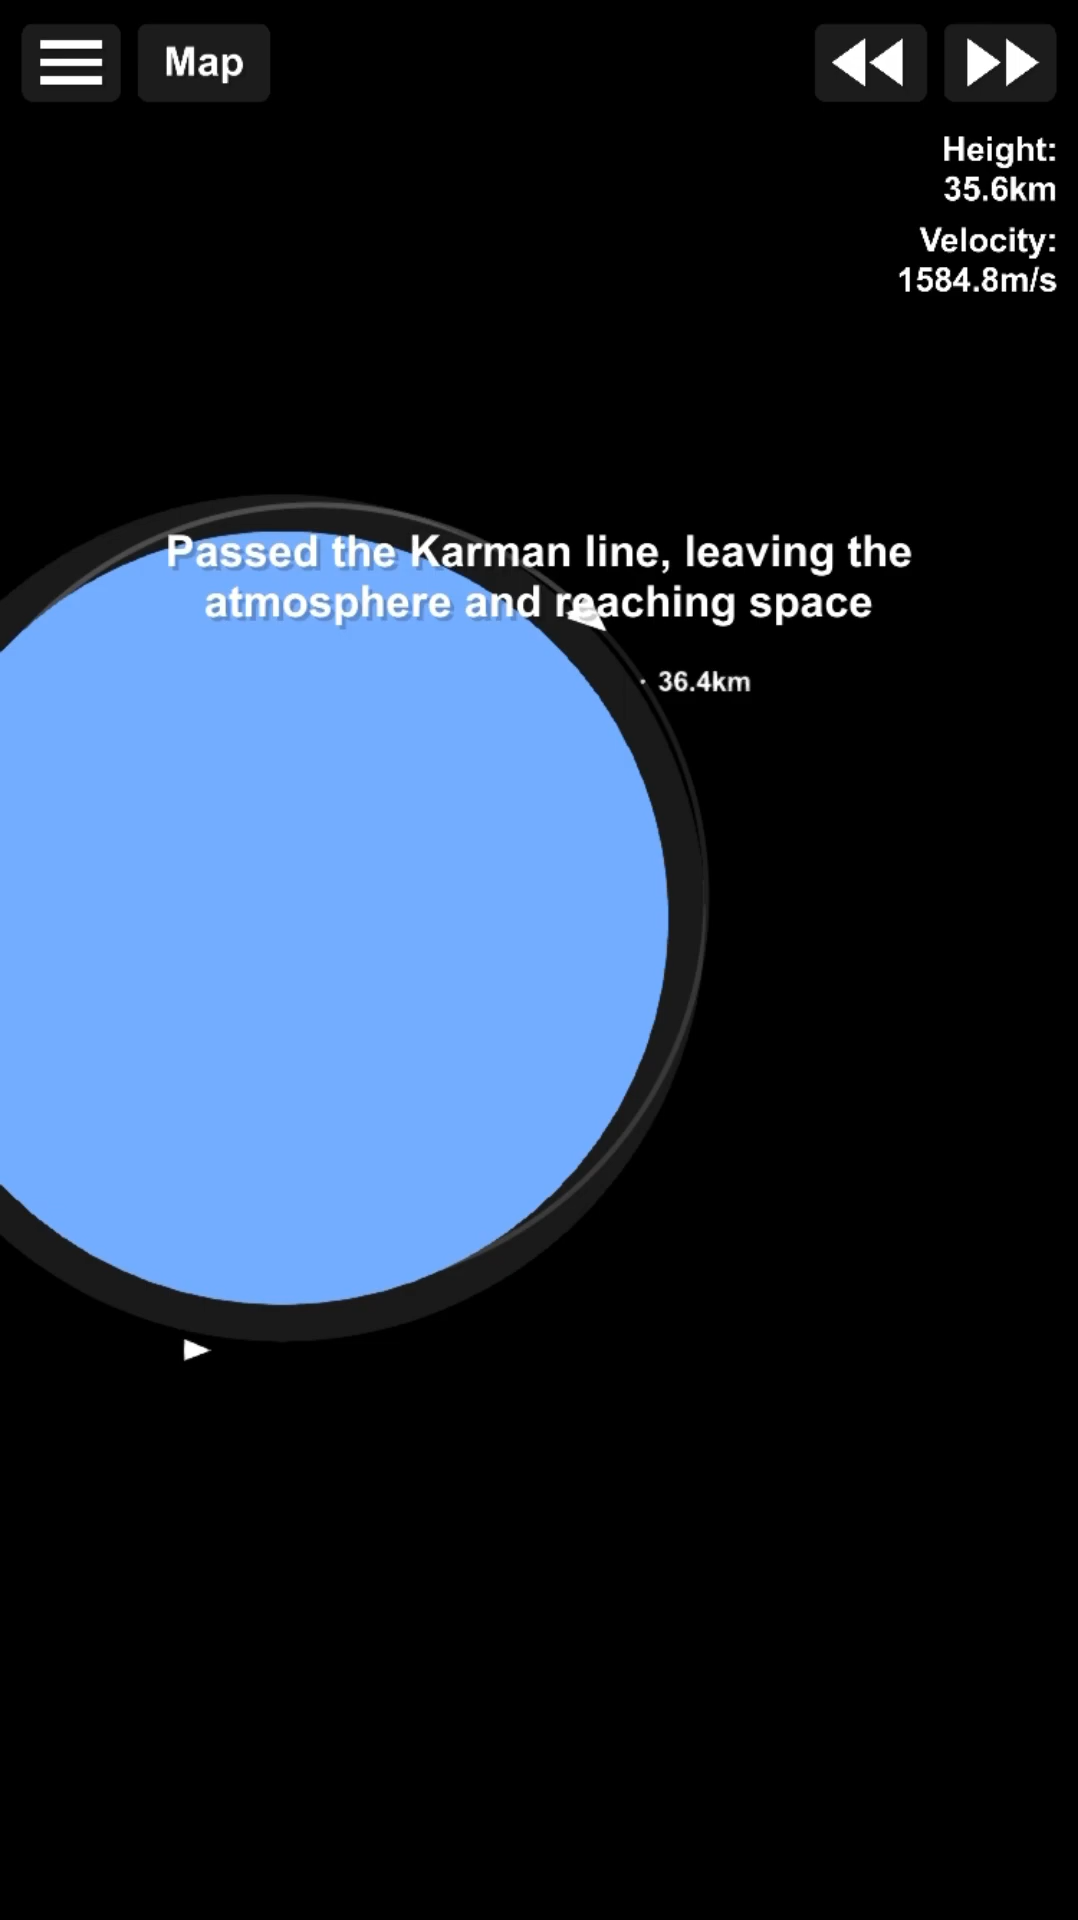 Map
Height:
35.6km
Velocity:
1584.8m/s
Passed the Karman line, leaving the
atmosphere and reaching space
36.4km